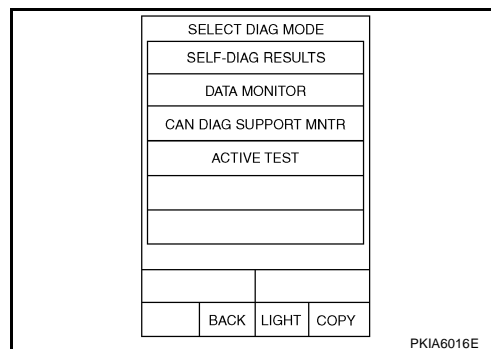 SELECT DIAG MODE
SELF-DIAG RESULTS
DATA MONITOR
CAN DIAG SUPPORT MNTR
ACTIVE TEST
BACK LIGHT COPY
PKIA6016E